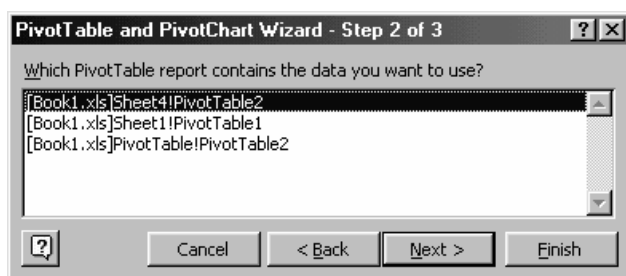 PivotTable and PivotChart Wizard - Step 2 of 3
Which PivotTable report contains the data you want to use?
[Book1.xls]Sheet4!PivotTable2
[Book1.xls]Sheet1!PivotTable1
[Book1.xls]PivotTable!PivotTable2
Cancel < Back Next > Finish